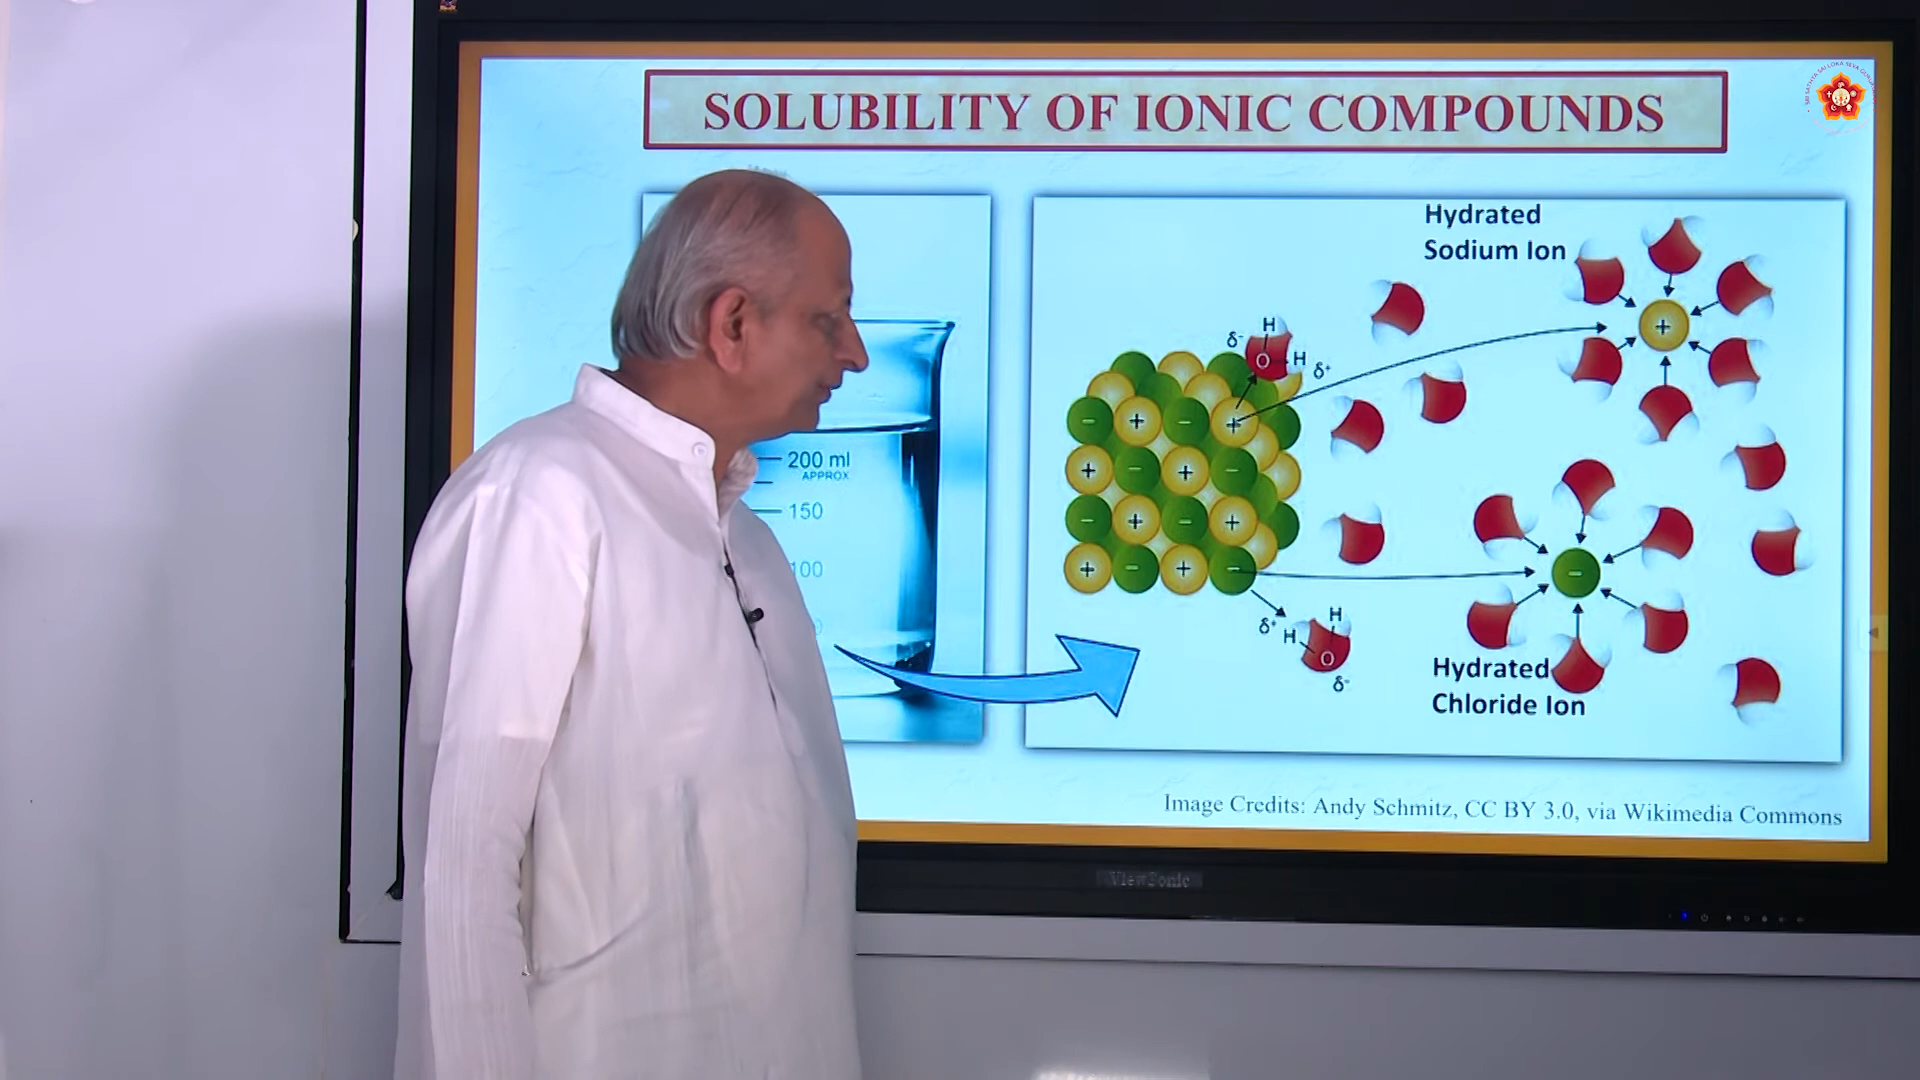 SOLUBILITY OF IONIC COMPOUNDS
200 ml
APPROX
150
100
Hydrated
Sodium Ion
H
δ-
O
H
δ+
+
-
+
-
+
+
-
+
-
-
+
-
+
+
-
+
-
-
δ+
H
H
O
δ-
Hydrated
Chloride Ion
Image Credits: Andy Schmitz, CC BY 3.0, via Wikimedia Commons
ViewSonic